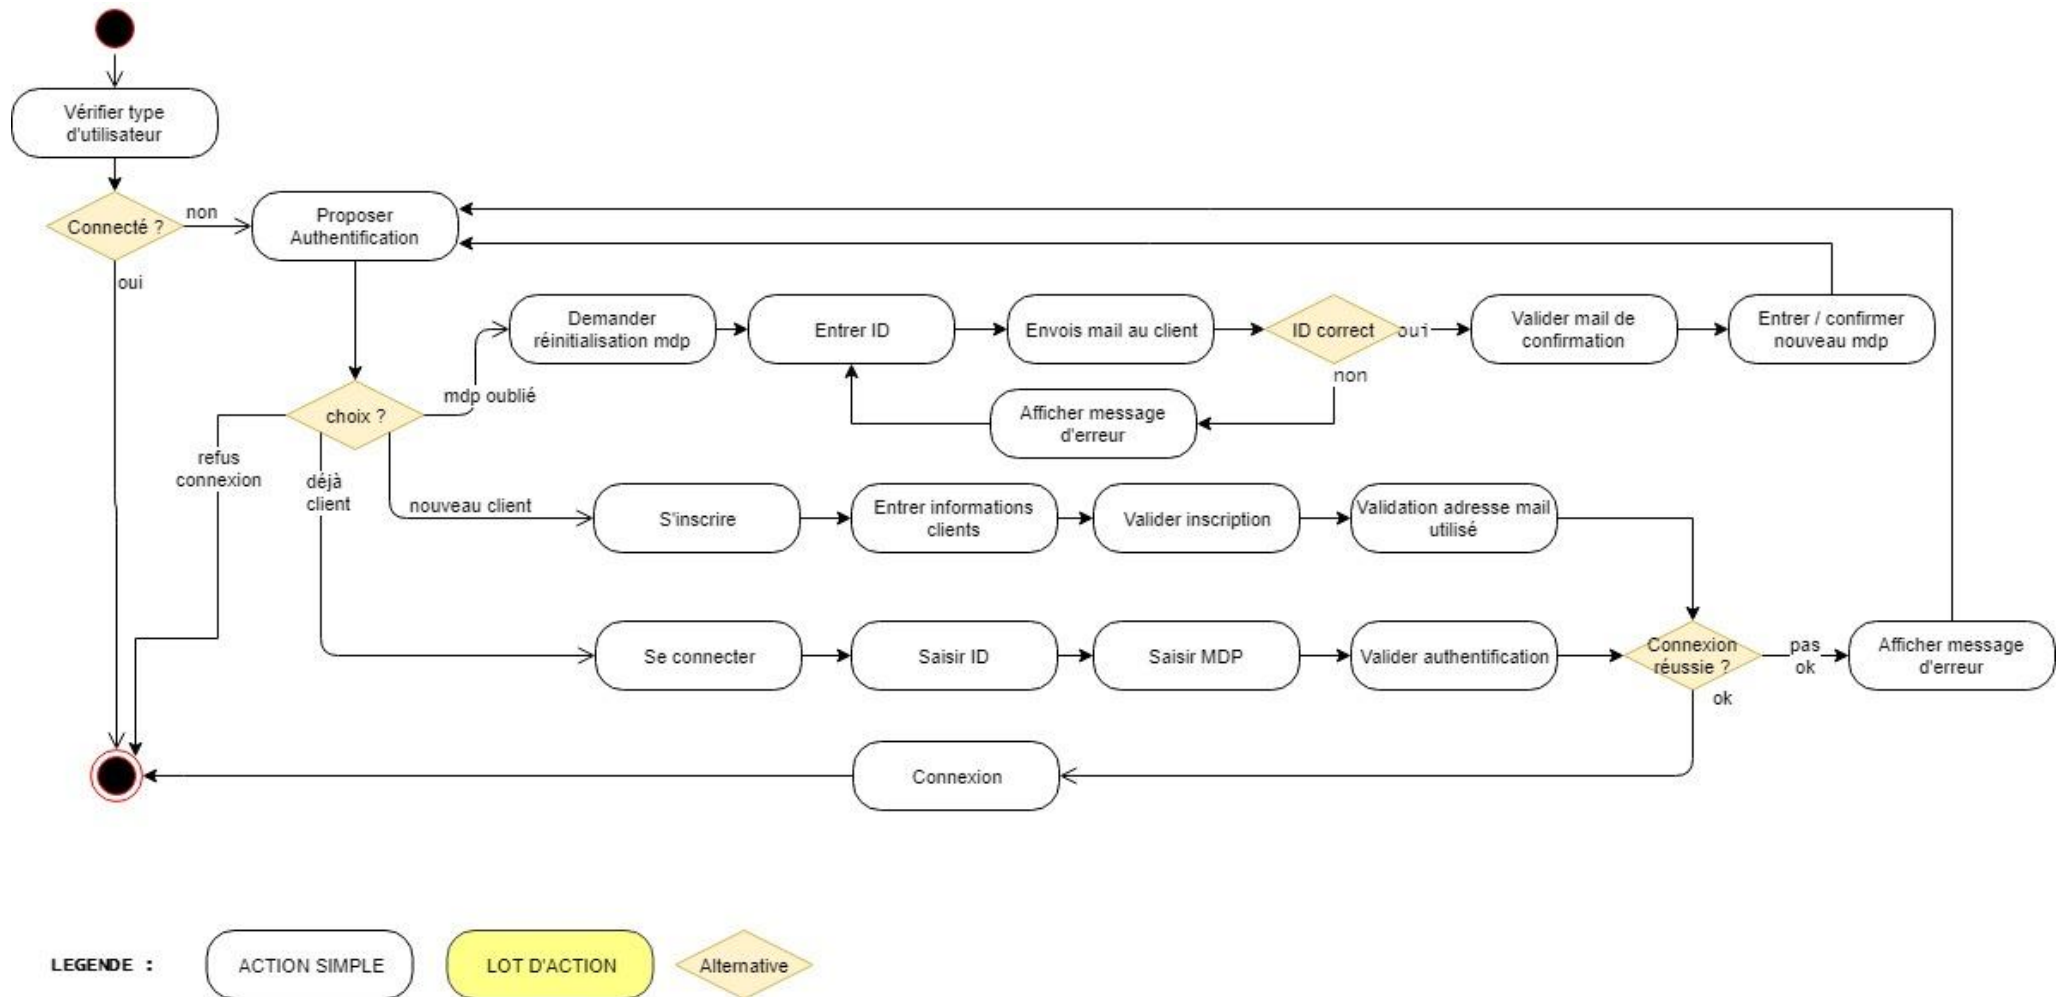 Vérifier type
d'utilisateur
Connecté ?
non
oui
Proposer
Authentification
choix ?
mdp oublié
Demander
réinitialisation mdp
Entrer ID
Envois mail au client
ID correct
oui
non
Valider mail de
confirmation
Entrer / confirmer
nouveau mdp
Afficher message
d'erreur
refus
connexion
déjà
client
nouveau client
S'inscrire
Entrer informations
clients
Valider inscription
Validation adresse mail
utilisé
Se connecter
Saisir ID
Saisir MDP
Valider authentification
Connexion
réussie ?
pas
ok
ok
Afficher message
d'erreur
Connexion
LEGENDE :
ACTION SIMPLE
LOT D'ACTION
Alternative